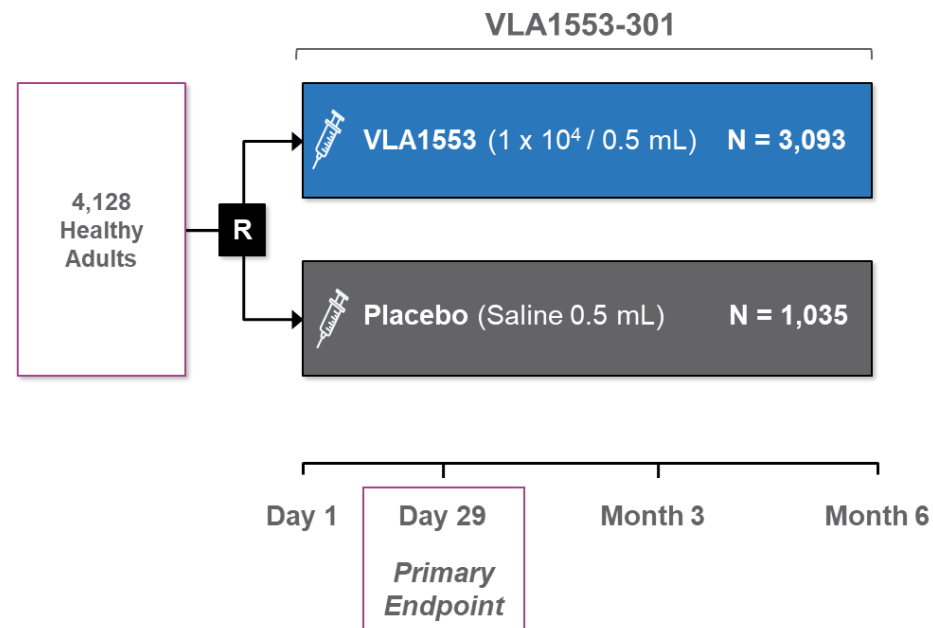 VLA1553-301
4,128
Healthy
Adults
R
VLA1553 (1 x 10⁴ / 0.5 mL) N = 3,093
Placebo (Saline 0.5 mL) N = 1,035
Day 1 Day 29 Month 3 Month 6
Primary
Endpoint